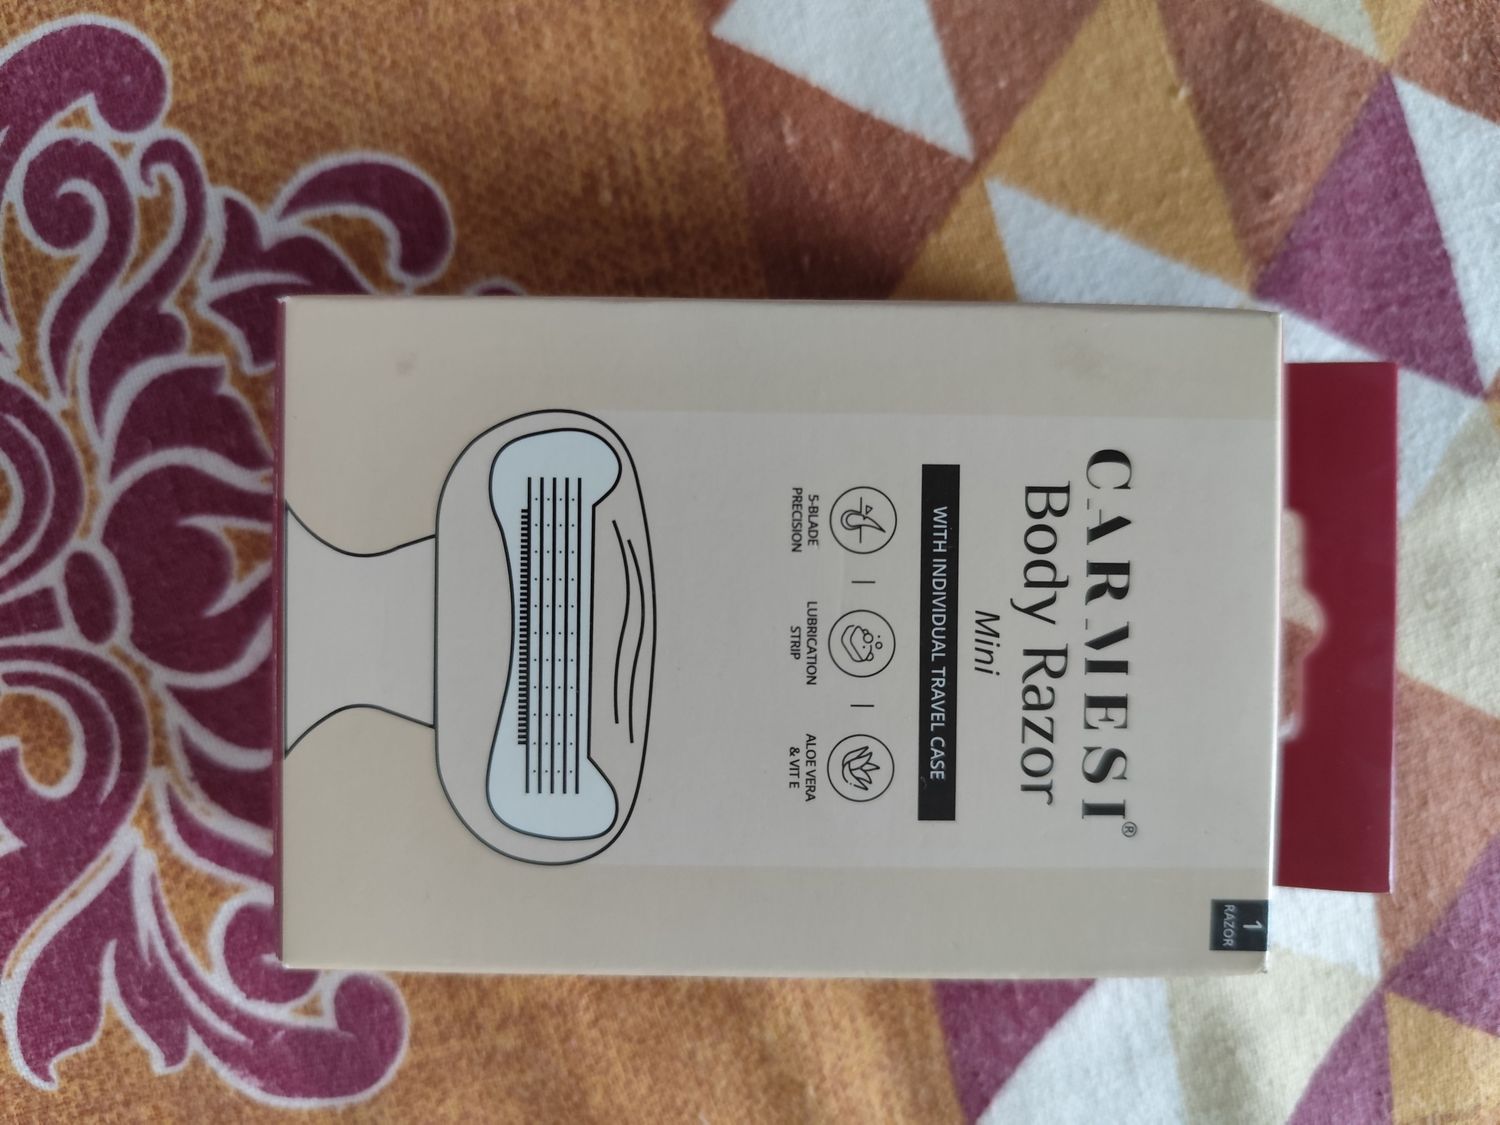 CARMESI®
Body Razor
Mini
WITH INDIVIDUAL TRAVEL CASE
5-BLADE
PRECISION
LUBRICATION
STRIP
ALOE VERA
& VIT E
1
RAZOR